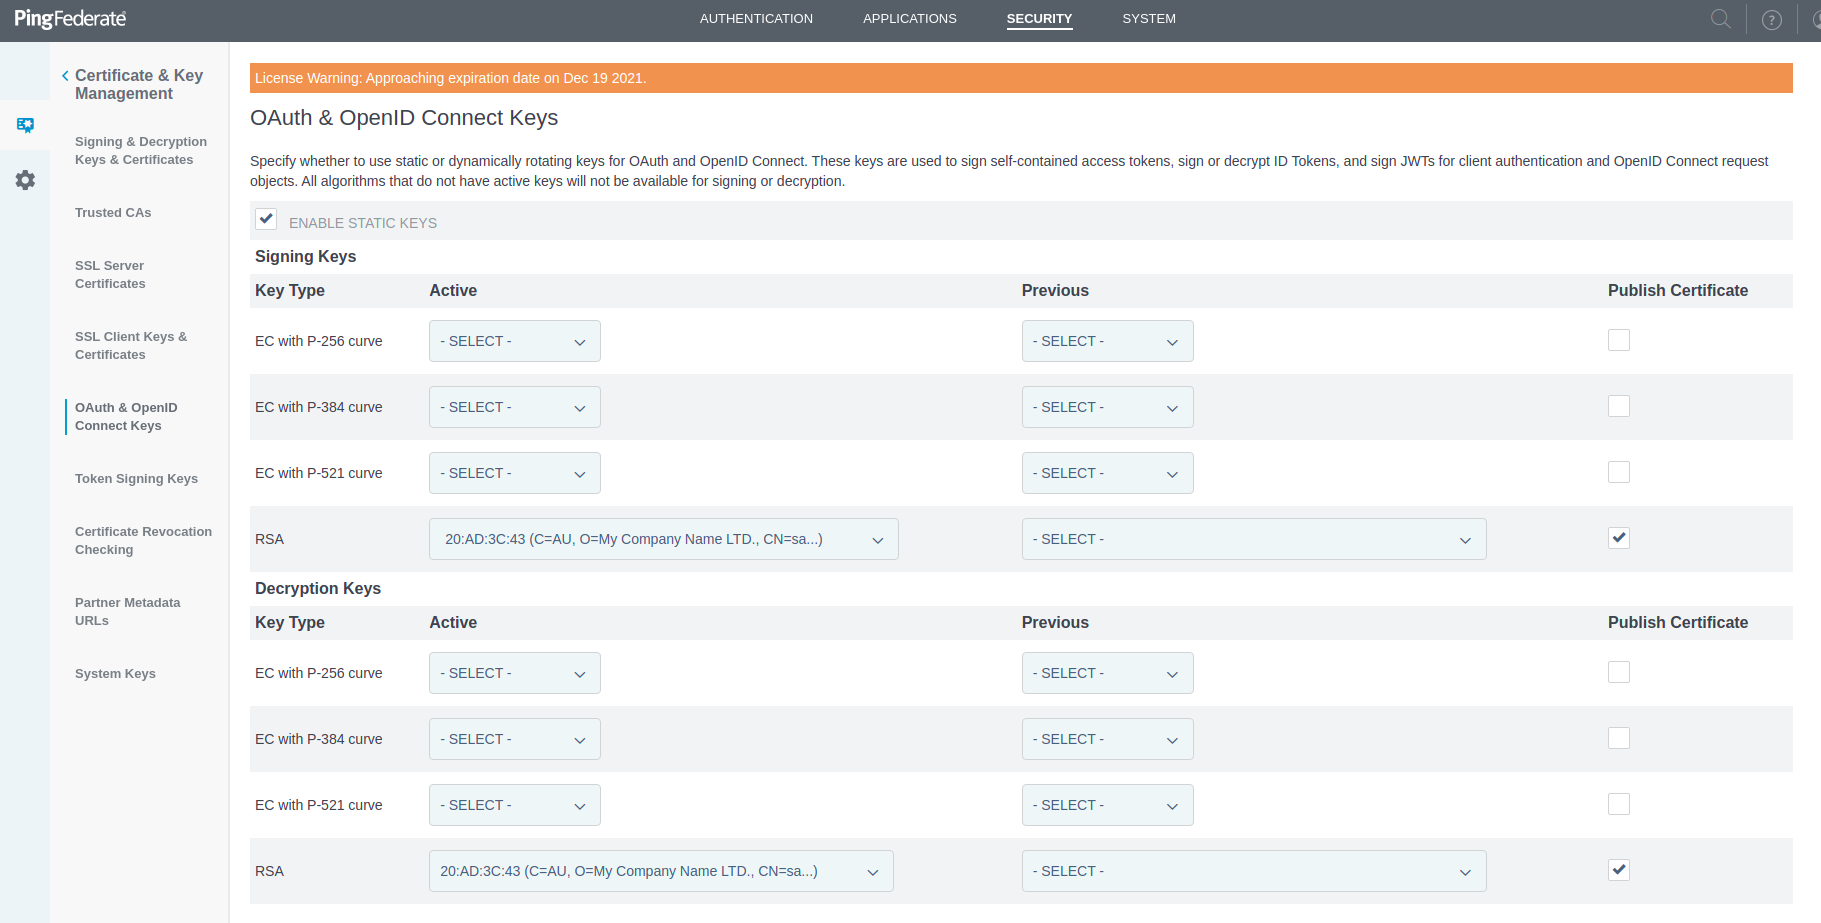 PingFederate
AUTHENTICATION APPLICATIONS SECURITY SYSTEM
?
Certificate & Key
Management
Signing & Decryption
Keys & Certificates
Trusted CAs
SSL Server
Certificates
SSL Client Keys &
Certificates
OAuth & OpenID
Connect Keys
Token Signing Keys
Certificate Revocation
Checking
Partner Metadata
URLs
System Keys
License Warning: Approaching expiration date on Dec 19 2021.
OAuth & OpenID Connect Keys
Specify whether to use static or dynamically rotating keys for OAuth and OpenID Connect. These keys are used to sign self-contained access tokens, sign or decrypt ID Tokens, and sign JWTs for client authentication and OpenID Connect request
objects. All algorithms that do not have active keys will not be available for signing or decryption.
ENABLE STATIC KEYS
Signing Keys
Key Type Active Previous Publish Certificate
EC with P-256 curve - SELECT - - SELECT -
EC with P-384 curve - SELECT - - SELECT -
EC with P-521 curve - SELECT - - SELECT -
RSA 20:AD:3C:43 (C=AU, O=My Company Name LTD., CN=sa...) - SELECT -
Decryption Keys
Key Type Active Previous Publish Certificate
EC with P-256 curve - SELECT - - SELECT -
EC with P-384 curve - SELECT - - SELECT -
EC with P-521 curve - SELECT - - SELECT -
RSA 20:AD:3C:43 (C=AU, O=My Company Name LTD., CN=sa...) - SELECT -